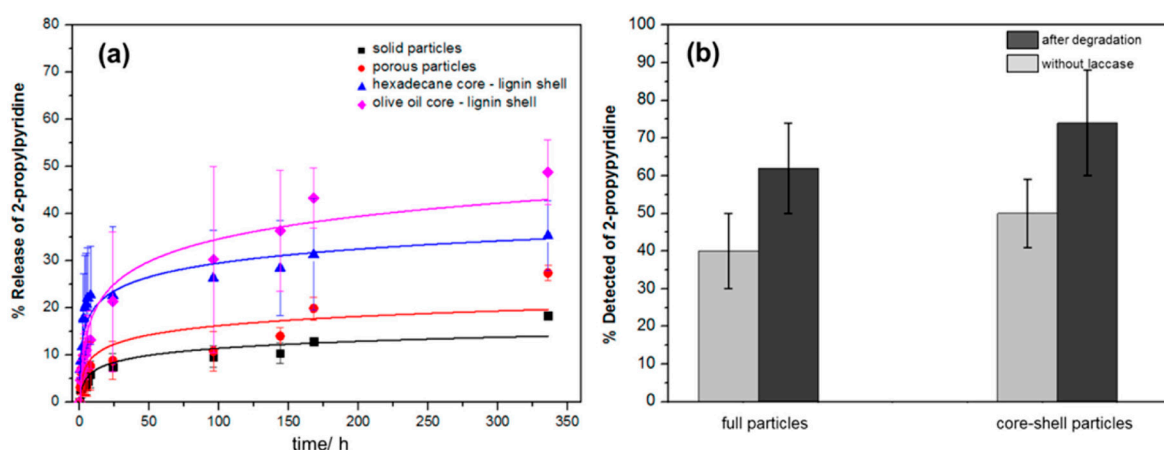 (a)
solid particles
porous particles
hexadecane core - lignin shell
olive oil core - lignin shell
% Release of 2-propylpyridine
80
70
60
50
40
30
20
10
0
0 50 100 150 200 250 300 350
time/ h
(b)
after degradation
without laccase
% Detected of 2-propypyridine
100
90
80
70
60
50
40
30
20
10
0
full particles core-shell particles